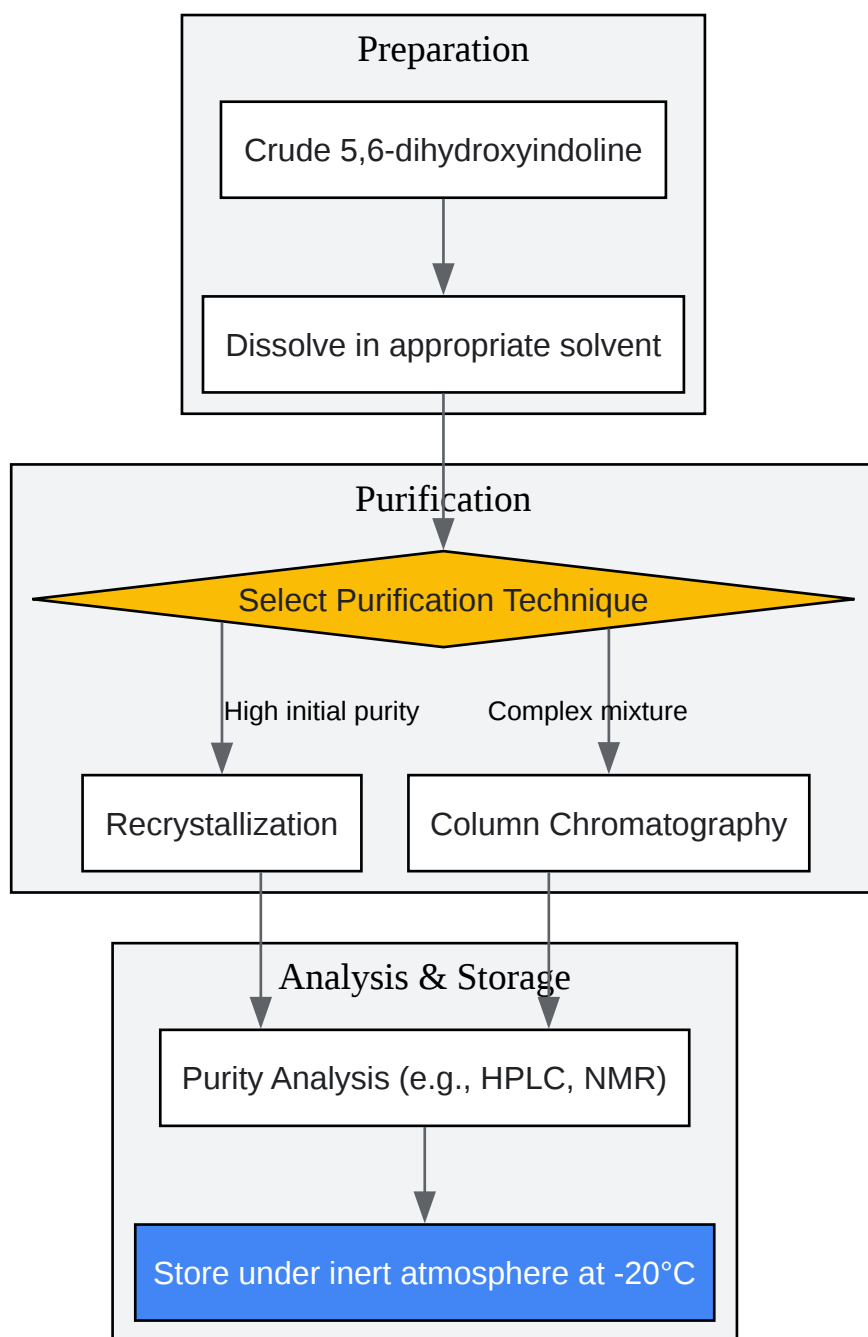 Preparation
Crude 5,6-dihydroxyindoline
Dissolve in appropriate solvent
Purification
Select Purification Technique
High initial purity
Complex mixture
Recrystallization
Column Chromatography
Analysis & Storage
Purity Analysis (e.g., HPLC, NMR)
Store under inert atmosphere at -20°C